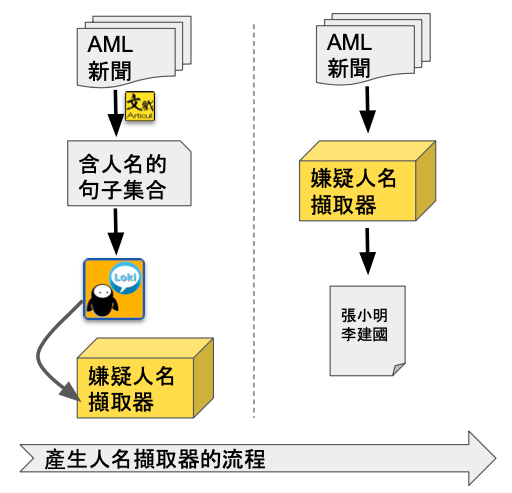 AML
新聞
文截
Articut
含人名的
句子集合
Loki
嫌疑人名
擷取器
AML
新聞
嫌疑人名
擷取器
張小明
李建國
產生人名擷取器的流程